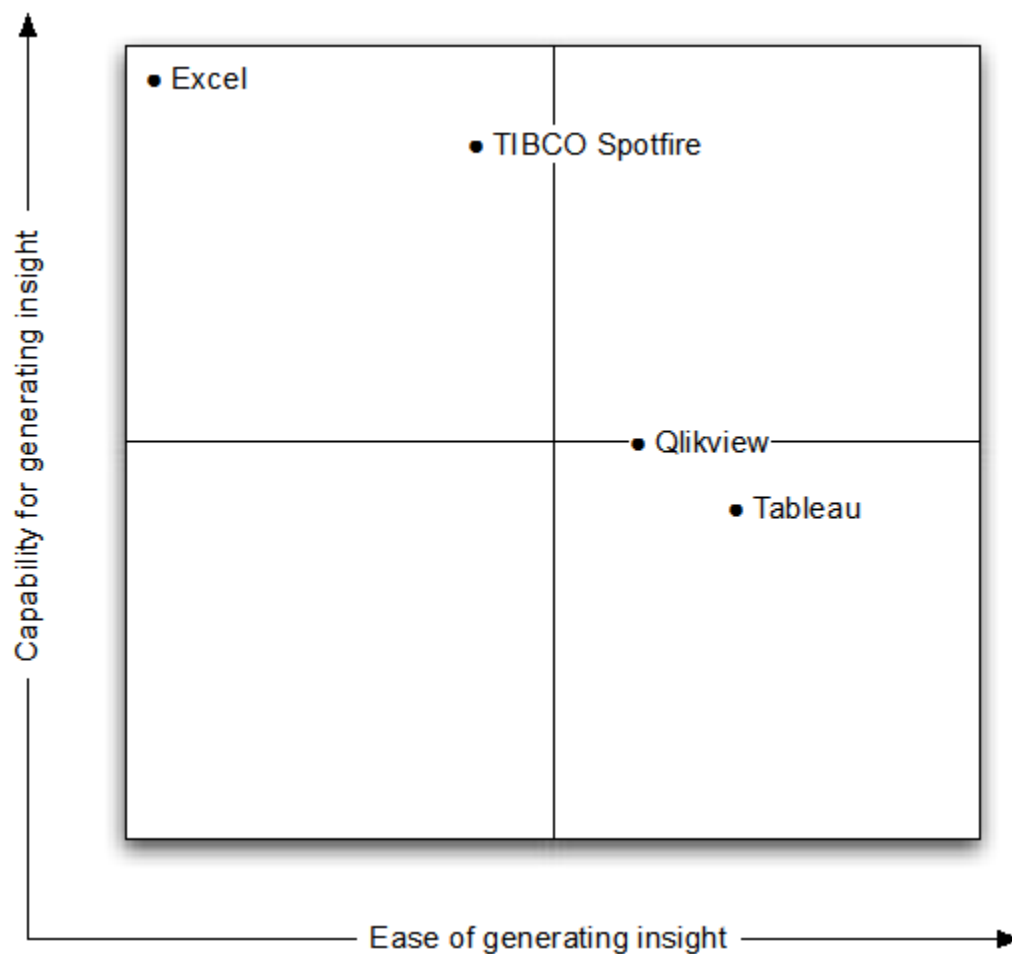 Excel
TIBCO Spotfire
Capability for generating insight
Qlikview
Tableau
Ease of generating insight